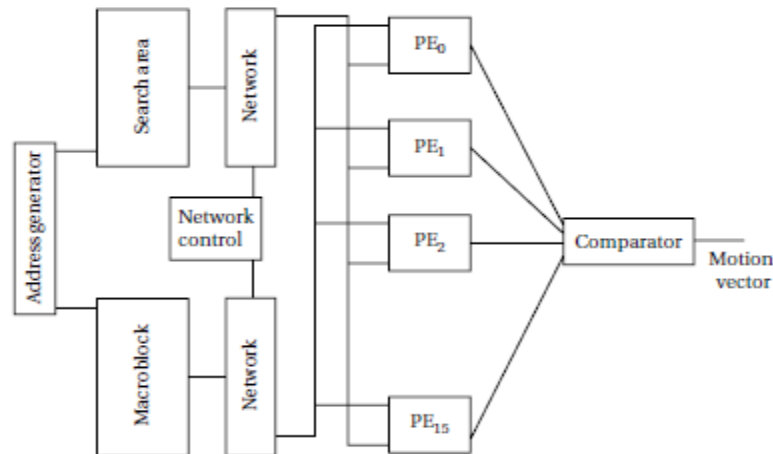 Address generator
Search area
Network
Network
control
Macroblock
Network
PE0
PE1
PE2
PE15
Comparator
Motion
vector